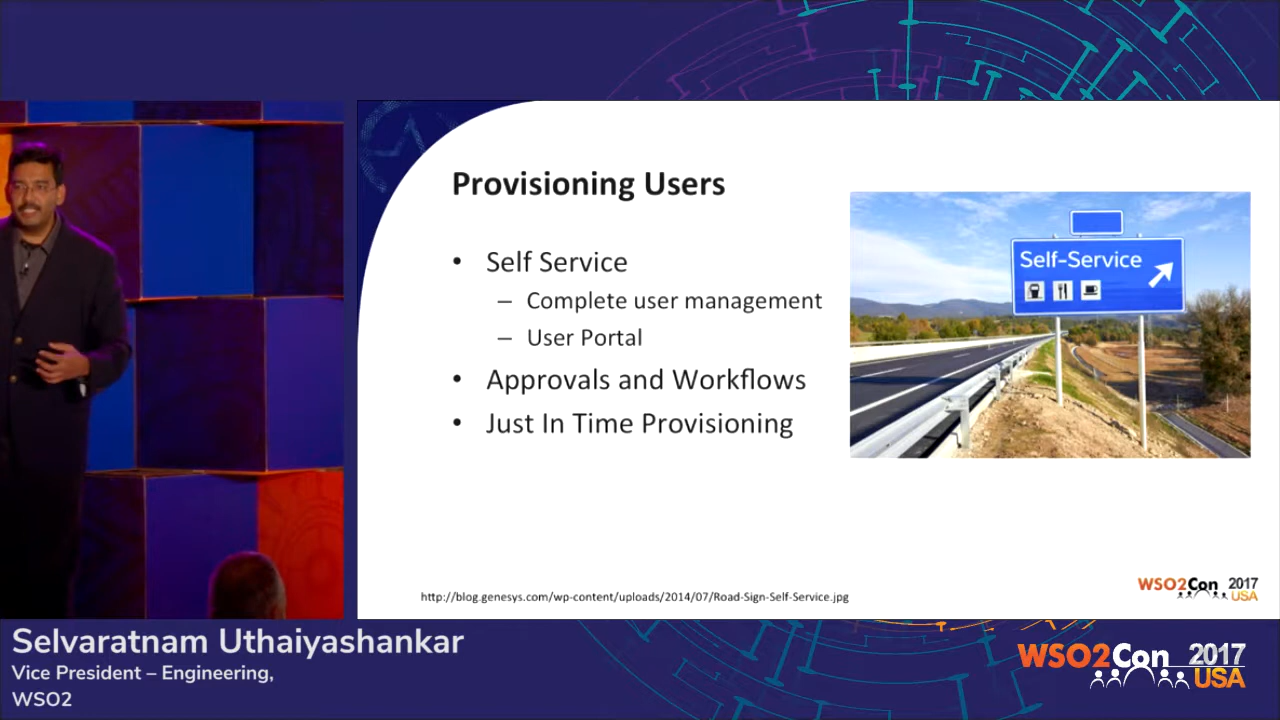 Provisioning Users
• Self Service
– Complete user management
– User Portal
• Approvals and Workflows
• Just In Time Provisioning
Self-Service
http://blog.genesys.com/wp-content/uploads/2014/07/Road-Sign-Self-Service.jpg
WSO2Con 2017
USA
Selvaratnam Uthaiyashankar
Vice President – Engineering,
WSO2
WSO2Con 2017
USA